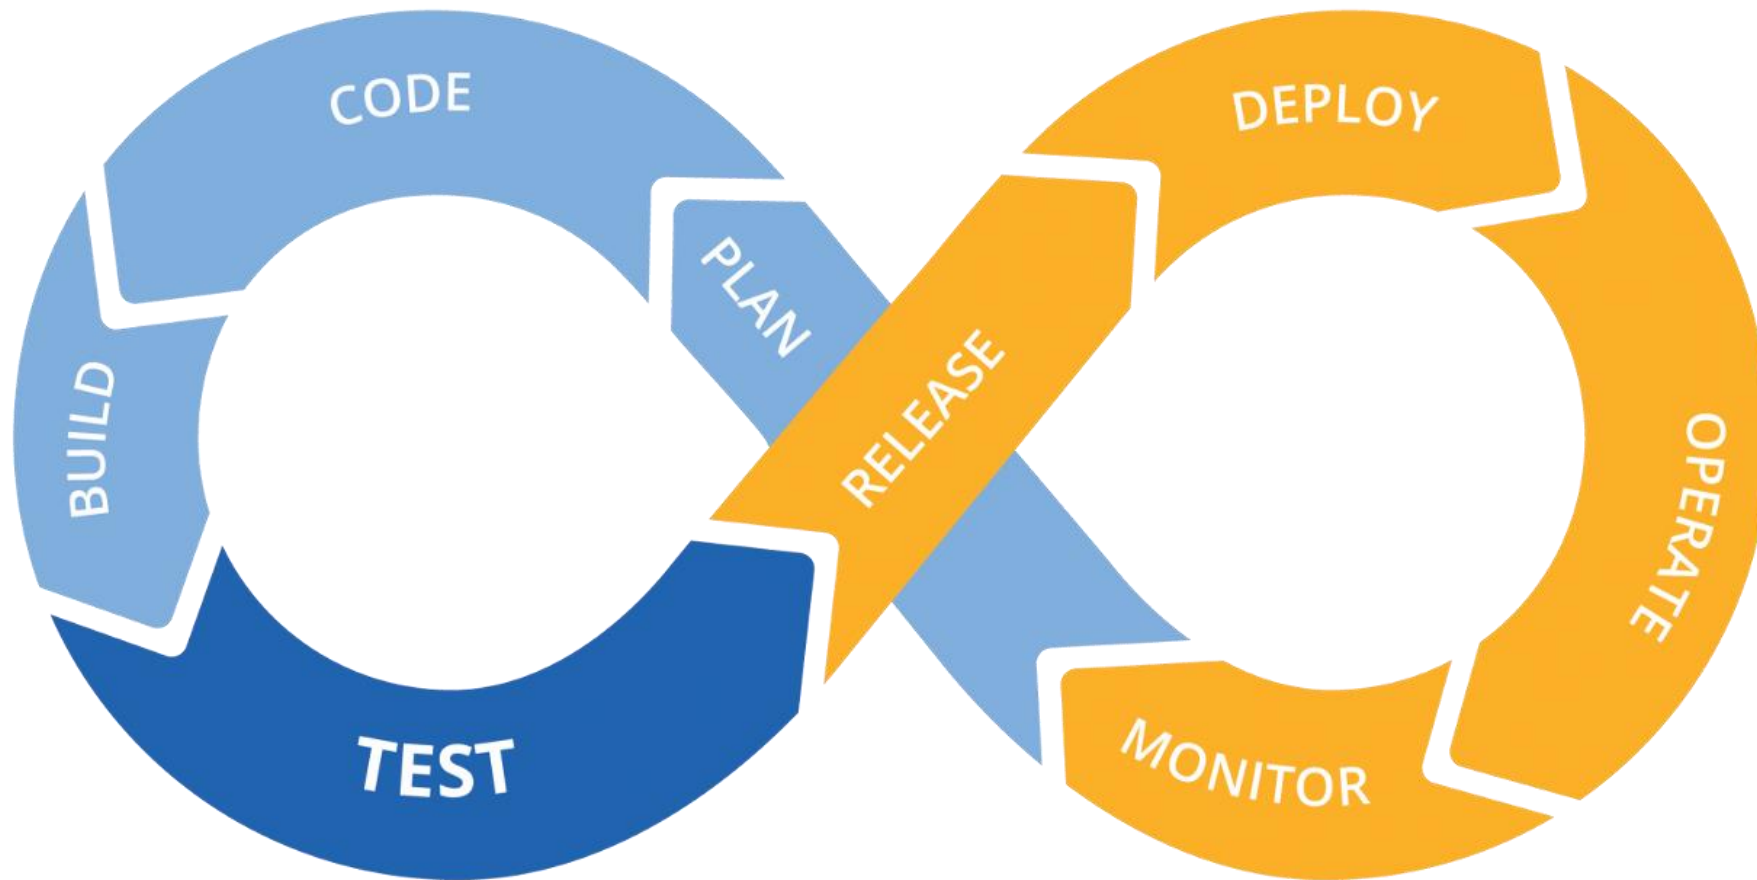 CODE
DEPLOY
PLAN
RELEASE
BUILD
OPERATE
TEST
MONITOR